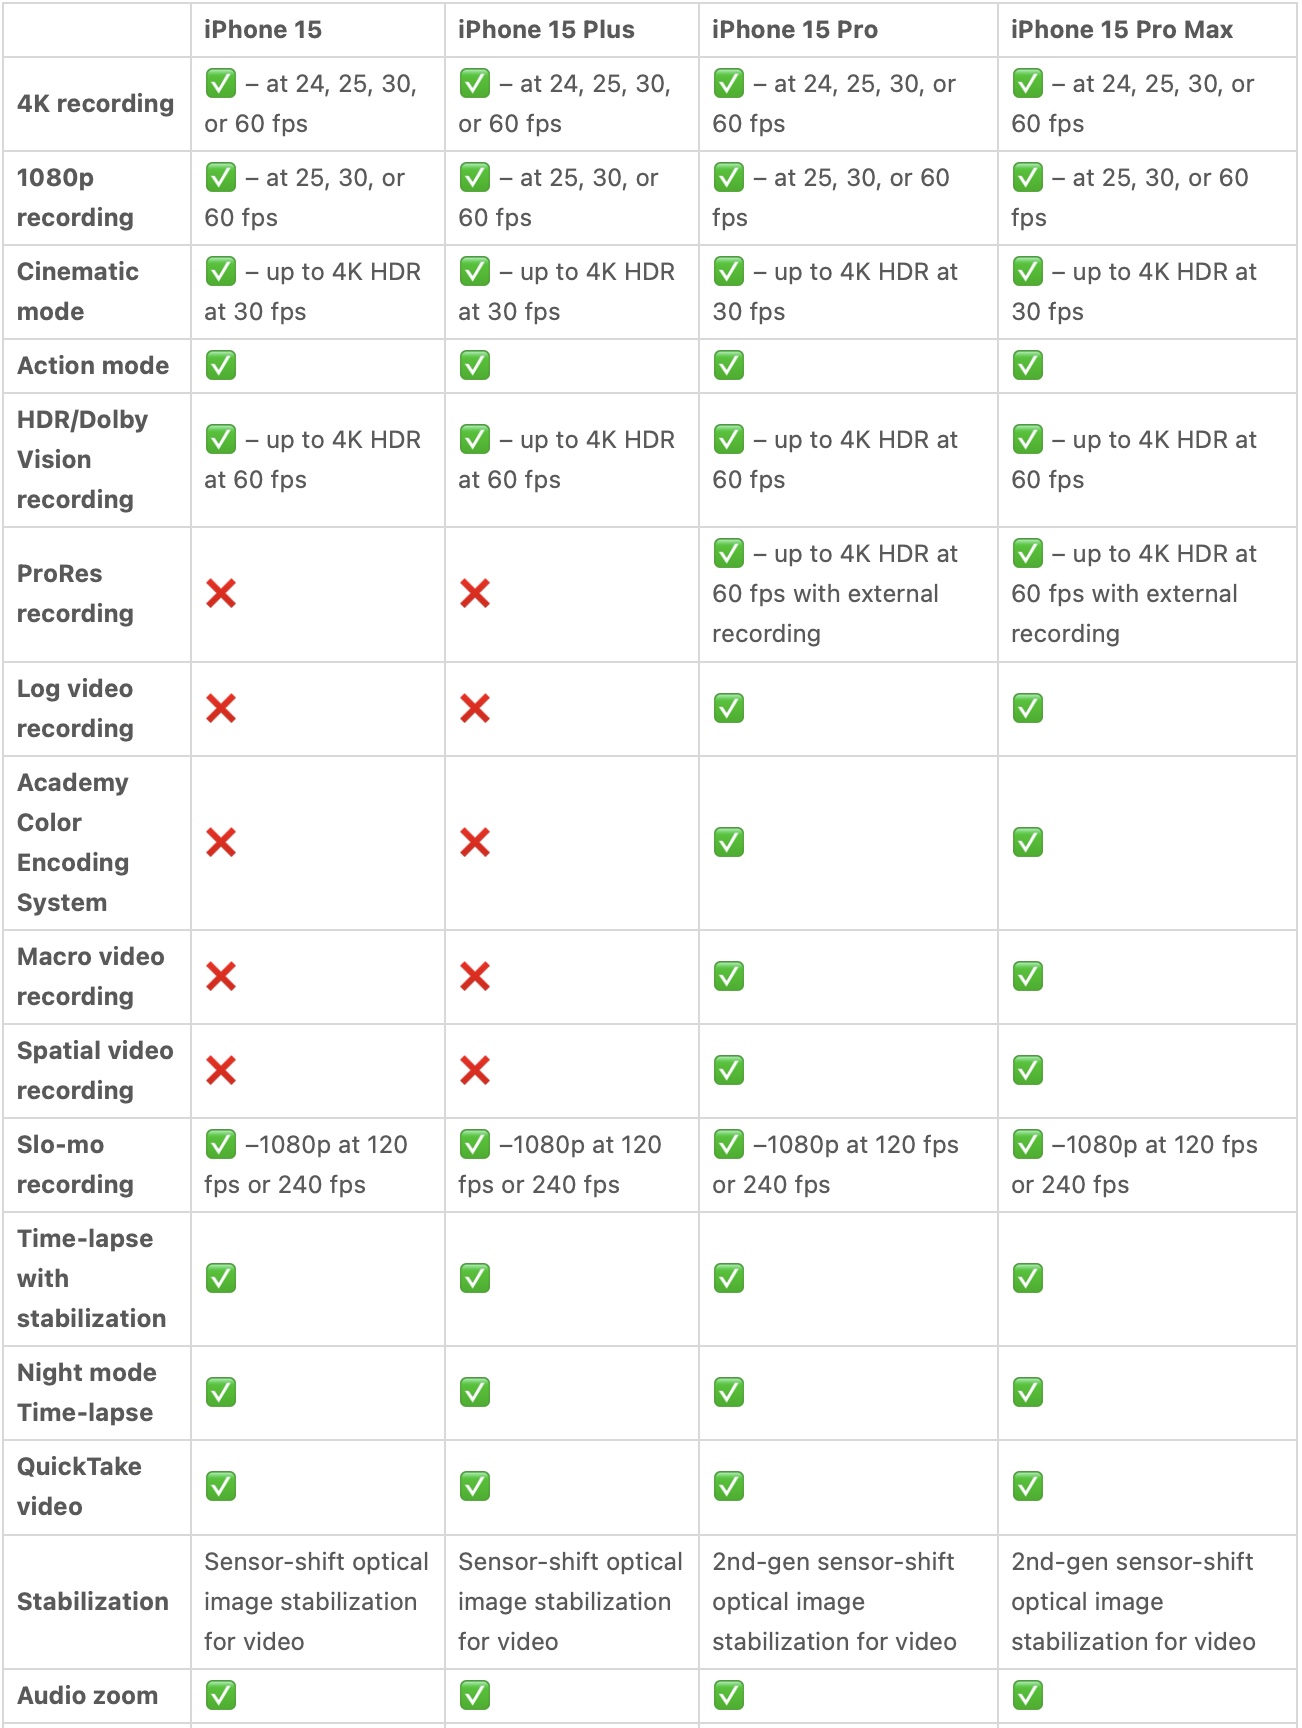 iPhone 15 iPhone 15 Plus iPhone 15 Pro iPhone 15 Pro Max
4K recording
✅ – at 24, 25, 30,
or 60 fps
✅ – at 24, 25, 30,
or 60 fps
✅ – at 24, 25, 30, or
60 fps
✅ – at 24, 25, 30, or
60 fps
1080p
recording
✅ – at 25, 30, or
60 fps
✅ – at 25, 30, or
60 fps
✅ – at 25, 30, or 60
fps
✅ – at 25, 30, or 60
fps
Cinematic
mode
✅ – up to 4K HDR
at 30 fps
✅ – up to 4K HDR
at 30 fps
✅ – up to 4K HDR at
30 fps
✅ – up to 4K HDR at
30 fps
Action mode ✅ ✅ ✅ ✅
HDR/Dolby
Vision
recording
✅ – up to 4K HDR
at 60 fps
✅ – up to 4K HDR
at 60 fps
✅ – up to 4K HDR at
60 fps
✅ – up to 4K HDR at
60 fps
ProRes
recording
❌ ❌
✅ – up to 4K HDR at
60 fps with external
recording
✅ – up to 4K HDR at
60 fps with external
recording
Log video
recording
❌ ❌ ✅ ✅
Academy
Color
Encoding
System
❌ ❌ ✅ ✅
Macro video
recording
❌ ❌ ✅ ✅
Spatial video
recording
❌ ❌ ✅ ✅
Slo-mo
recording
✅ –1080p at 120
fps or 240 fps
✅ –1080p at 120
fps or 240 fps
✅ –1080p at 120 fps
or 240 fps
✅ –1080p at 120 fps
or 240 fps
Time-lapse
with
stabilization
✅ ✅ ✅ ✅
Night mode
Time-lapse
✅ ✅ ✅ ✅
QuickTake
video
✅ ✅ ✅ ✅
Stabilization
Sensor-shift optical
image stabilization
for video
Sensor-shift optical
image stabilization
for video
2nd-gen sensor-shift
optical image
stabilization for video
2nd-gen sensor-shift
optical image
stabilization for video
Audio zoom ✅ ✅ ✅ ✅